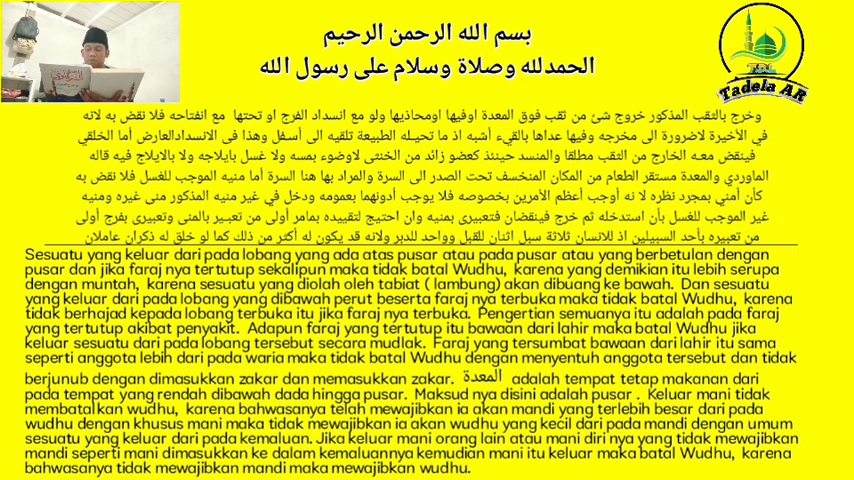 بسم الله الرحمن الرحيم
الحمدلله وصلاة وسلام على رسول الله
Tadela AR
وخرج بالثقب المذكور خروج شئ من ثقب فوق المعدة اوفيها اومحاذيها ولو مع انسداد الفرج او تحتها مع انفتاحه فلا نقض به لانه
في الأخيرة لاضرورة الى مخرجه وفيها عداها بالقيء أشبه اذ ما تحيـله الطبيعة تلقيه الى أسـفل وهذا فى الانسدادالعارض أما الخلقي
فينقض معـه الخارج من الثقب مطلقا والمنسد حينئذ كعضو زائد من الخنثى لاوضوء بمسه ولا غسل بايلاجه ولا بالايلاج فيه قاله
الماوردي والمعدة مستقر الطعام من المكان المنخسف تحت الصدر الى السرة والمراد بها هنا السرة أما منيه الموجب للغسل فلا نقض به
كأن أمني بمجرد نظره لا نه أوجب أعظم الأمرين بخصوصه فلا يوجب أدونهما بعمومه ودخل في غير منيه المذكور منى غيره ومنيه
غير الموجب للغسل بأن استدخله ثم خرج فينقضان فتعبيرى بمنيه وان احتيج لتقييده بمامر أولى من تعبـير بالمنى وتعبيرى بفرج أولى
من تعبيره بأحد السبيلين اذ للانسان ثلاثة سبل اثنان للقبل وواحد للدبر ولانه قد يكون له أكثر من ذلك كما لو خلق له ذكران عاملان
Sesuatu yang keluar dari pada lobang yang ada atas pusar atau pada pusar atau yang berbetulan dengan
pusar dan jika faraj nya tertutup sekalipun maka tidak batal Wudhu, karena yang demikian itu lebih serupa
dengan muntah, karena sesuatu yang diolah oleh tabiat ( lambung) akan dibuang ke bawah. Dan sesuatu
yang keluar dari pada lobang yang dibawah perut beserta faraj nya terbuka maka tidak batal Wudhu, karena
tidak berhajad kepada lobang terbuka itu jika faraj nya terbuka. Pengertian semuanya itu adalah pada faraj
yang tertutup akibat penyakit. Adapun faraj yang tertutup itu bawaan dari lahir maka batal Wudhu jika
keluar sesuatu dari pada lobang tersebut secara mudlak. Faraj yang tersumbat bawaan dari lahir itu sama
seperti anggota lebih dari pada waria maka tidak batal Wudhu dengan menyentuh anggota tersebut dan tidak
berjunub dengan dimasukkan zakar dan memasukkan zakar. المعدة adalah tempat tetap makanan dari
pada tempat yang rendah dibawah dada hingga pusar. Maksud nya disini adalah pusar . Keluar mani tidak
membatalkan wudhu, karena bahwasanya telah mewajibkan ia akan mandi yang terlebih besar dari pada
wudhu dengan khusus mani maka tidak mewajibkan ia akan wudhu yang kecil dari pada mandi dengan umum
sesuatu yang keluar dari pada kemaluan. Jika keluar mani orang lain atau mani diri nya yang tidak mewajibkan
mandi seperti mani dimasukkan ke dalam kemaluannya kemudian mani itu keluar maka batal Wudhu, karena
bahwasanya tidak mewajibkan mandi maka mewajibkan wudhu.